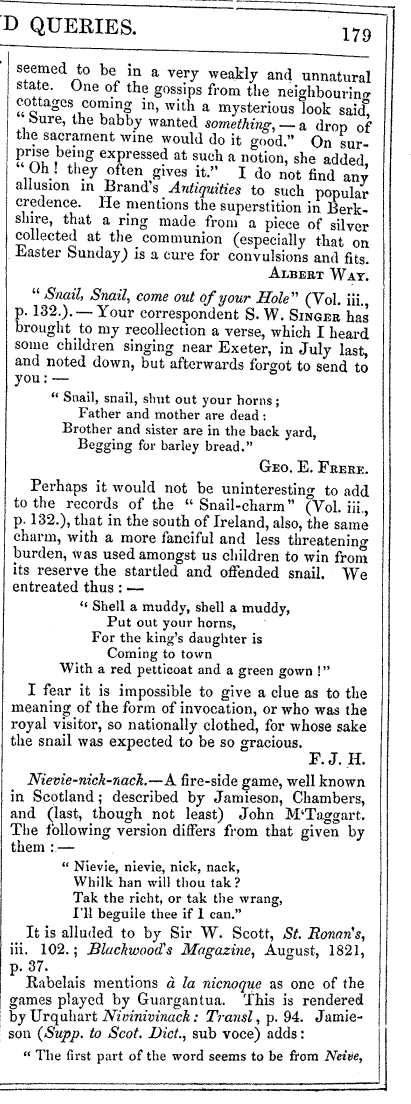 D QUERIES.
179
seemed to be in a very weakly and unnatural
state. One of the gossips from the neighbouring
cottages coming in, with a mysterious look said,
“Sure, the babby wanted something,—a drop of
the sacrament wine would do it good.” On sur-
prise being expressed at such a notion, she added,
“Oh! they often gives it.” I do not find any
allusion in Brand's Antiquities to such popular
credence. He mentions the superstition in Berk-
shire, that a ring made from a piece of silver
collected at the communion (especially that on
Easter Sunday) is a cure for convulsions and fits.
ALBERT WAY.
“Snail, Snail, come out of your Hole” (Vol. iii.,
p. 132.).—Your correspondent S. W. SINGER has
brought to my recollection a verse, which I heard
some children singing near Exeter, in July last,
and noted down, but afterwards forgot to send to
you:—
“Snail, snail, shut out your horns;
Father and mother are dead:
Brother and sister are in the back yard,
Begging for barley bread.”
GEO. E. FRERE.
Perhaps it would not be uninteresting to add
to the records of the “Snail-charm” (Vol. iii.,
p. 132.), that in the south of Ireland, also, the same
charm, with a more fanciful and less threatening
burden, was used amongst us children to win from
its reserve the startled and offended snail. We
entreated thus:—
“Shell a muddy, shell a muddy,
Put out your horns,
For the king's daughter is
Coming to town
With a red petticoat and a green gown!”
I fear it is impossible to give a clue as to the
meaning of the form of invocation, or who was the
royal visitor, so nationally clothed, for whose sake
the snail was expected to be so gracious.
F. J. H.
Nievie-nick-nack.—A fire-side game, well known
in Scotland; described by Jamieson, Chambers,
and (last, though not least) John M‘Taggart.
The following version differs from that given by
them:—
“Nievie, nievie, nick, nack,
Whilk han will thou tak?
Tak the richt, or tak the wrang,
I'll beguile thee if I can.”
It is alluded to by Sir W. Scott, St. Ronan's,
iii. 102.; Blackwood's Magazine, August, 1821,
p. 37.
Rabelais mentions à la nicnoque as one of the
games played by Guargantua. This is rendered
by Urquhart Nivinivinack: Transl, p. 94. Jamie-
son (Supp. to Scot. Dict., sub voce) adds:
“The first part of the word seems to be from Neive,